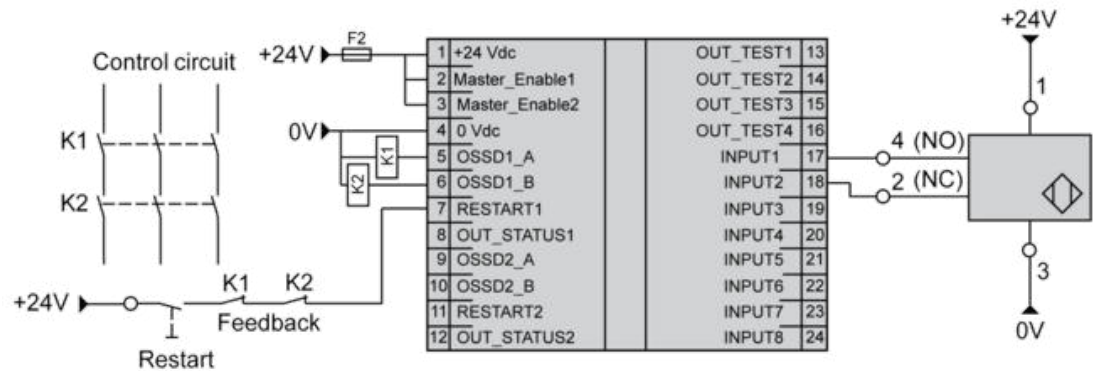 +24V
F2
+24V
Control circuit
1 +24 Vdc OUT_TEST1 13
2 Master_Enable1 OUT_TEST2 14
3 Master_Enable2 OUT_TEST3 15
1
0V
4 0 Vdc OUT_TEST4 16
K1
K1
5 OSSD1_A INPUT1 17
4 (NO)
K2
6 OSSD1_B INPUT2 18
2 (NC)
K2
7 RESTART1 INPUT3 19
8 OUT_STATUS1 INPUT4 20
9 OSSD2_A INPUT5 21
3
K1 K2
10 OSSD2_B INPUT6 22
+24V
Feedback
11 RESTART2 INPUT7 23
12 OUT_STATUS2 INPUT8 24
0V
Restart